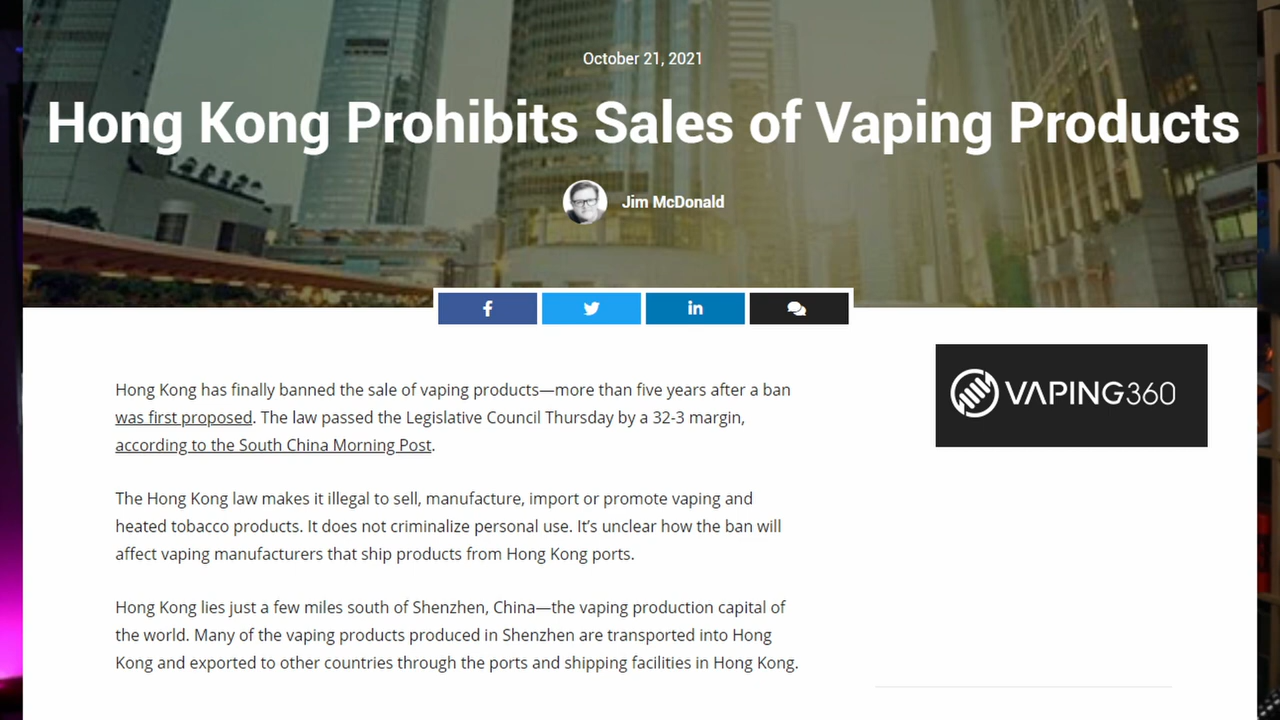 October 21, 2021
Hong Kong Prohibits Sales of Vaping Products
Jim McDonald
Hong Kong has finally banned the sale of vaping products—more than five years after a ban
was first proposed. The law passed the Legislative Council Thursday by a 32-3 margin,
according to the South China Morning Post.
The Hong Kong law makes it illegal to sell, manufacture, import or promote vaping and
heated tobacco products. It does not criminalize personal use. It’s unclear how the ban will
affect vaping manufacturers that ship products from Hong Kong ports.
Hong Kong lies just a few miles south of Shenzhen, China—the vaping production capital of
the world. Many of the vaping products produced in Shenzhen are transported into Hong
Kong and exported to other countries through the ports and shipping facilities in Hong Kong.
VAPING360